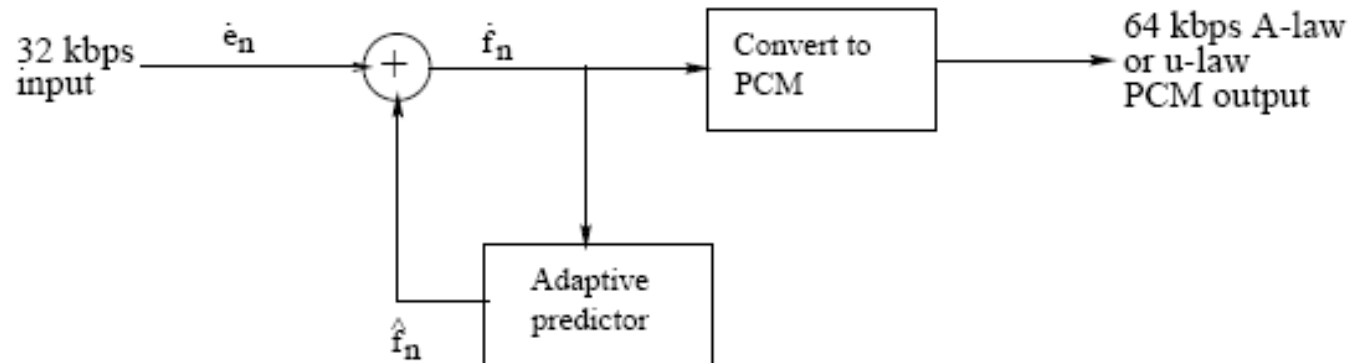 32 kbps
input
ė_n
+
ḟ_n
Convert to
PCM
64 kbps A-law
or u-law
PCM output
Adaptive
predictor
f̂_n